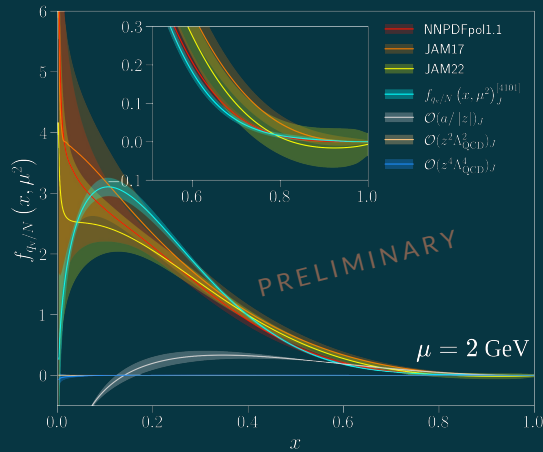 6
5
4
3
2
1
0
f_{q_v/N} (x, μ²)
0.0
0.2
0.4
0.6
0.8
1.0
x
0.3
0.2
0.1
0.0
−0.1
0.6
0.8
1.0
NNPDFpol1.1
JAM17
JAM22
f_{q_v/N} (x, μ²)_J^{[4101]}
𝒪(a/|z|)_J
𝒪(z²Λ²_QCD)_J
𝒪(z⁴Λ⁴_QCD)_J
PRELIMINARY
μ = 2 GeV